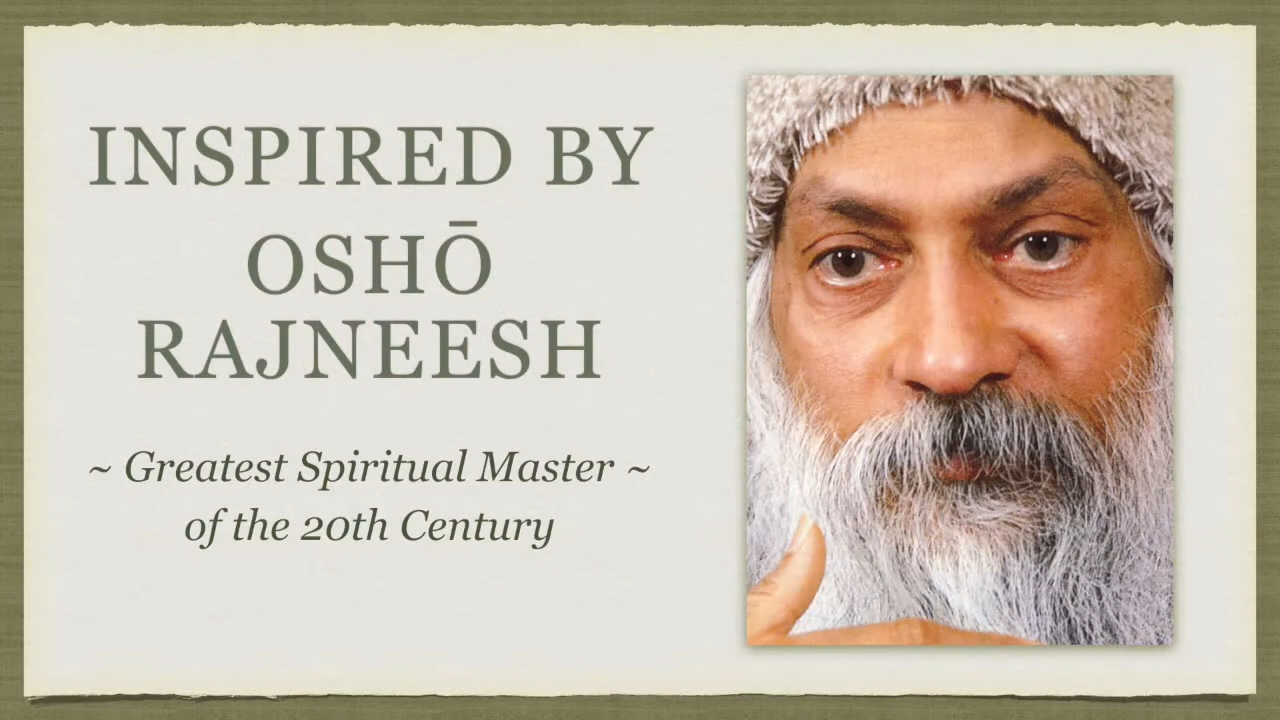 INSPIRED BY
OSHŌ
RAJNEESH
~ Greatest Spiritual Master ~
of the 20th Century